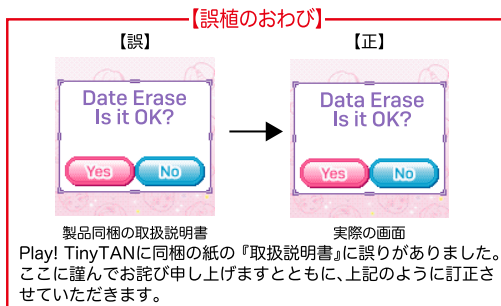 【誤植のおわび】
【誤】
【正】
Date Erase
Is it OK?
Yes
No
Data Erase
Is it OK?
Yes
No
製品同梱の取扱説明書
実際の画面
Play! TinyTANに同梱の紙の『取扱説明書』に誤りがありました。
ここに謹んでお詫び申し上げますとともに、上記のように訂正さ
せていただきます。